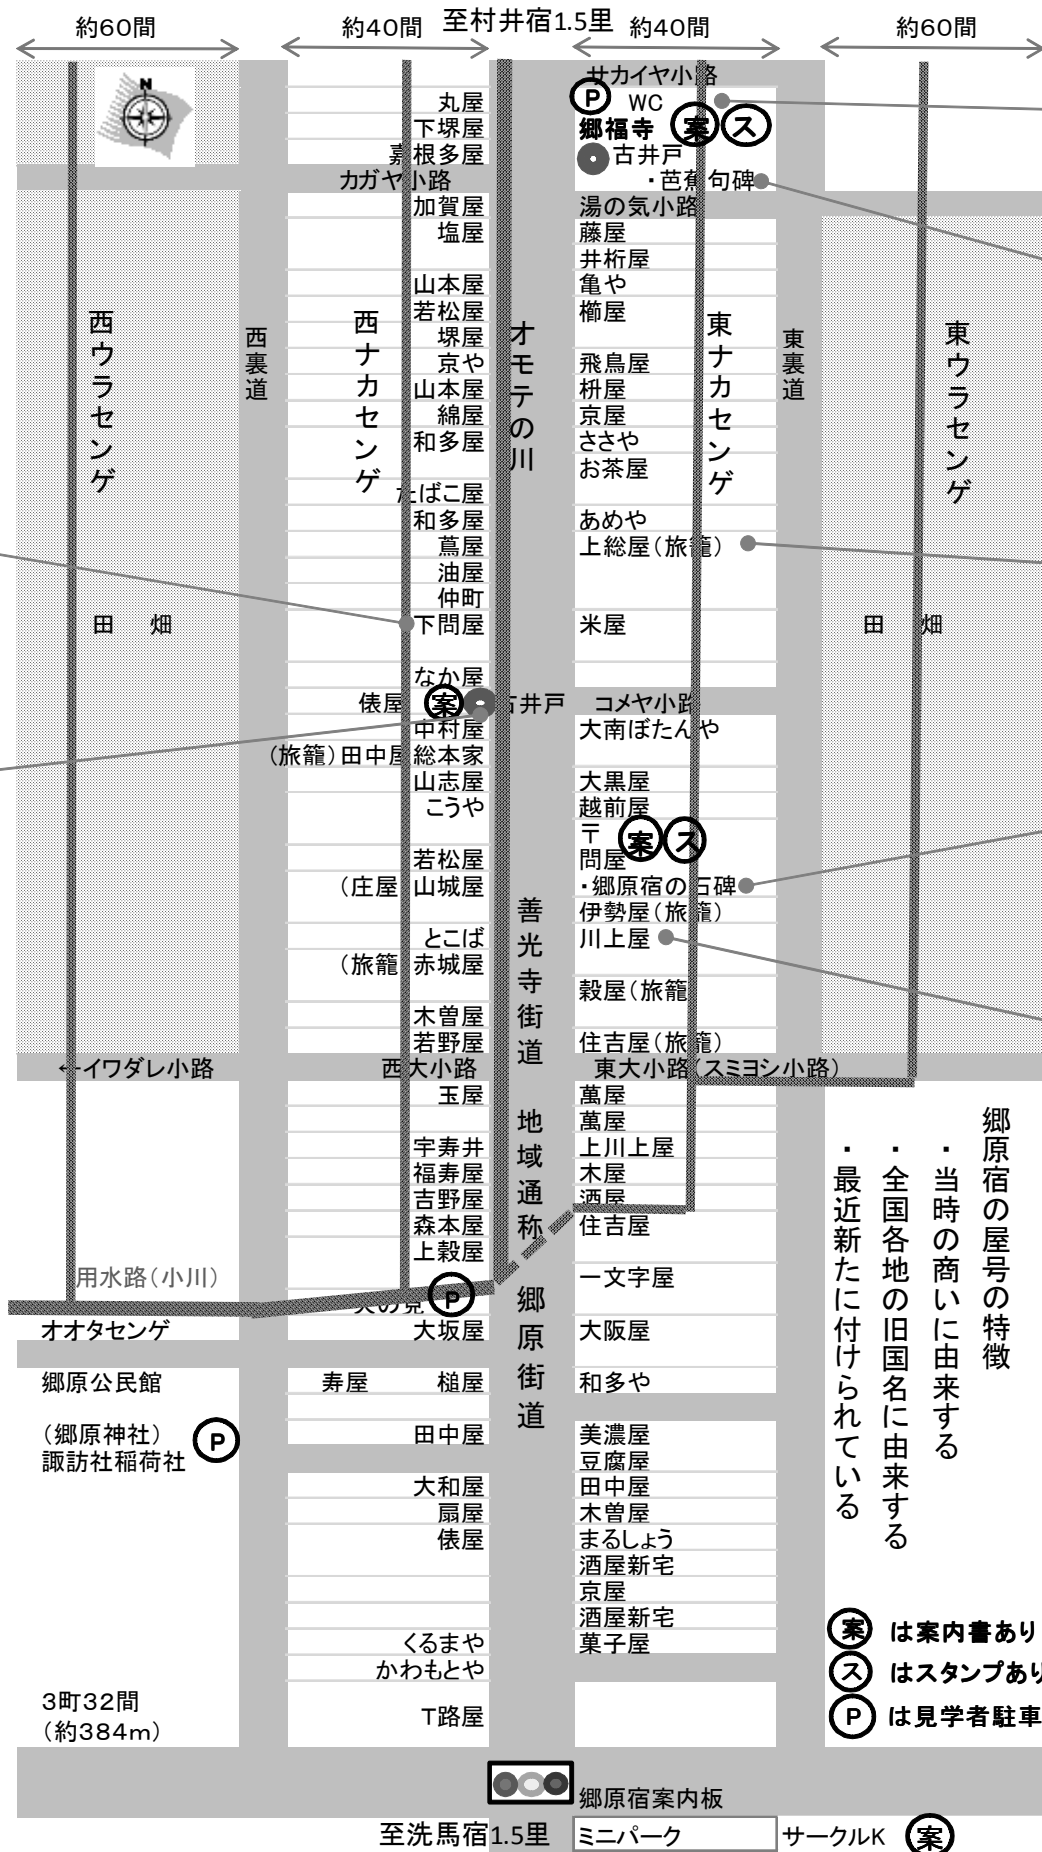 至村井宿1.5里
約60間
約40間
約40間
約60間
N
サカイヤ小路
P WC
郷福寺 案 ス
古井戸
・芭蕉句碑
湯の気小路
丸屋
下堺屋
嘉根多屋
カガヤ小路
加賀屋
塩屋
山本屋
若松屋
堺屋
京や
山本屋
綿屋
和多屋
たばこ屋
和多屋
蔦屋
油屋
仲町
下問屋
なか屋
俵屋 案 古井戸
中村屋
(旅籠)田中屋総本家
山志屋
こうや
若松屋
(庄屋 山城屋
とこば
(旅籠 赤城屋
木曽屋
若野屋
←イワダレ小路
西大小路
玉屋
宇寿井
福寿屋
吉野屋
森本屋
上穀屋
P
大坂屋
寿屋 槌屋
田中屋
大和屋
扇屋
俵屋
くるまや
かわもとや
T路屋
藤屋
井桁屋
亀や
櫛屋
飛鳥屋
枡屋
京屋
ささや
お茶屋
あめや
上総屋(旅籠)
米屋
コメヤ小路
大南ぼたんや
大黒屋
越前屋
〒 案 ス
問屋
・郷原宿の石碑
伊勢屋(旅籠)
川上屋
穀屋(旅籠
住吉屋(旅籠)
東大小路(スミヨシ小路)
萬屋
萬屋
上川上屋
木屋
酒屋
住吉屋
一文字屋
大阪屋
和多や
美濃屋
豆腐屋
田中屋
木曽屋
まるしょう
酒屋新宅
京屋
酒屋新宅
菓子屋
西ウラセンゲ
西裏道
西ナカセンゲ
オモテの川
東ナカセンゲ
東裏道
東ウラセンゲ
田 畑
田 畑
善光寺街道 地域通称 郷原街道
用水路(小川)
オオタセンゲ
郷原公民館
(郷原神社) P
諏訪社稲荷社
3町32間
(約384m)
郷原宿の屋号の特徴
・当時の商いに由来する
・全国各地の旧国名に由来する
・最近新たに付けられている
案 は案内書あり
ス はスタンプあり
P は見学者駐車
郷原宿案内板
至洗馬宿1.5里
ミニパーク
サークルK 案